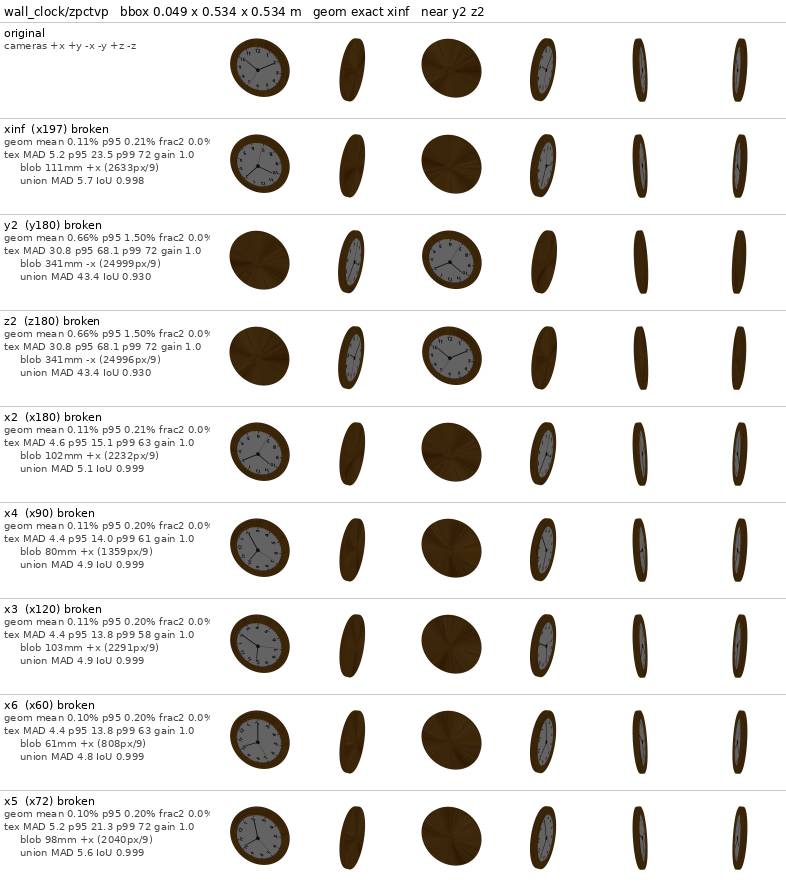 wall_clock/zpctvp   bbox 0.049 x 0.534 x 0.534 m   geom exact xinf   near y2 z2
original
cameras +x +y -x -y +z -z
xinf  (x197) broken
geom mean 0.11% p95 0.21% frac2 0.0%
tex MAD 5.2 p95 23.5 p99 72 gain 1.0
blob 111mm +x (2633px/9)
union MAD 5.7 IoU 0.998
y2  (y180) broken
geom mean 0.66% p95 1.50% frac2 0.0%
tex MAD 30.8 p95 68.1 p99 72 gain 1.0
blob 341mm -x (24999px/9)
union MAD 43.4 IoU 0.930
z2  (z180) broken
geom mean 0.66% p95 1.50% frac2 0.0%
tex MAD 30.8 p95 68.1 p99 72 gain 1.0
blob 341mm -x (24996px/9)
union MAD 43.4 IoU 0.930
x2  (x180) broken
geom mean 0.11% p95 0.21% frac2 0.0%
tex MAD 4.6 p95 15.1 p99 63 gain 1.0
blob 102mm +x (2232px/9)
union MAD 5.1 IoU 0.999
x4  (x90) broken
geom mean 0.11% p95 0.20% frac2 0.0%
tex MAD 4.4 p95 14.0 p99 61 gain 1.0
blob 80mm +x (1359px/9)
union MAD 4.9 IoU 0.999
x3  (x120) broken
geom mean 0.11% p95 0.20% frac2 0.0%
tex MAD 4.4 p95 13.8 p99 58 gain 1.0
blob 103mm +x (2291px/9)
union MAD 4.9 IoU 0.999
x6  (x60) broken
geom mean 0.10% p95 0.20% frac2 0.0%
tex MAD 4.4 p95 13.8 p99 63 gain 1.0
blob 61mm +x (808px/9)
union MAD 4.8 IoU 0.999
x5  (x72) broken
geom mean 0.10% p95 0.20% frac2 0.0%
tex MAD 5.2 p95 21.3 p99 72 gain 1.0
blob 98mm +x (2040px/9)
union MAD 5.6 IoU 0.999